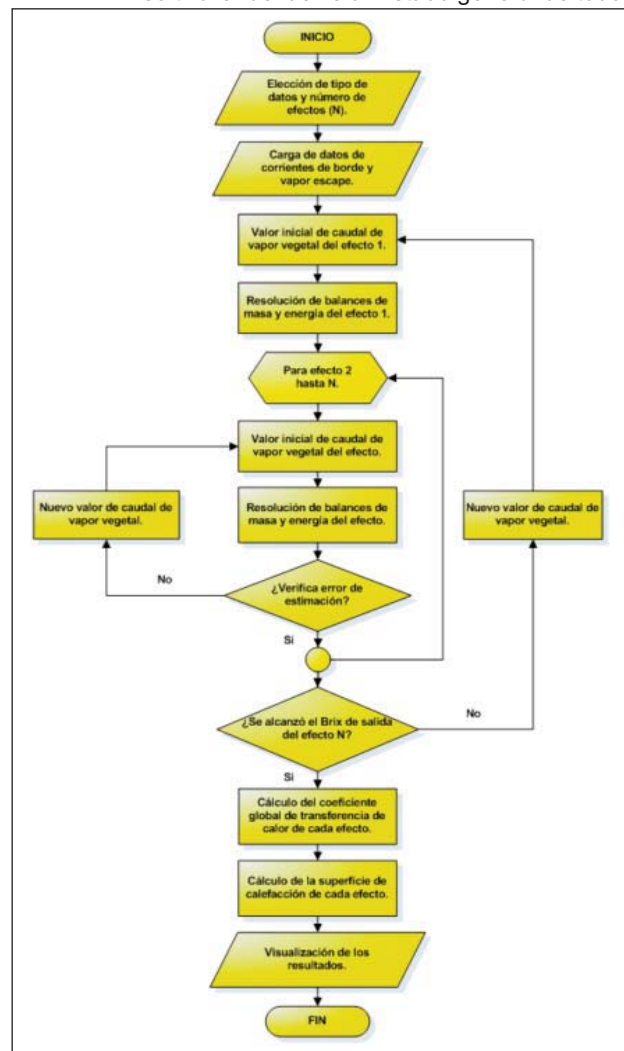 INICIO
Elección de tipo de
datos y número de
efectos (N).
Carga de datos de
corrientes de borde y
vapor escape.
Valor inicial de caudal de
vapor vegetal del efecto 1.
Resolución de balances de
masa y energía del efecto 1.
Para efecto 2
hasta N.
Valor inicial de caudal de
vapor vegetal del efecto.
Nuevo valor de caudal de
vapor vegetal.
Resolución de balances de
masa y energía del efecto.
Nuevo valor de caudal de
vapor vegetal.
No
¿Verifica error de
estimación?
Sí
¿Se alcanzó el Brix de salida
del efecto N?
No
Sí
Cálculo del coeficiente
global de transferencia de
calor de cada efecto.
Cálculo de la superficie de
calefacción de cada efecto.
Visualización de los
resultados.
FIN